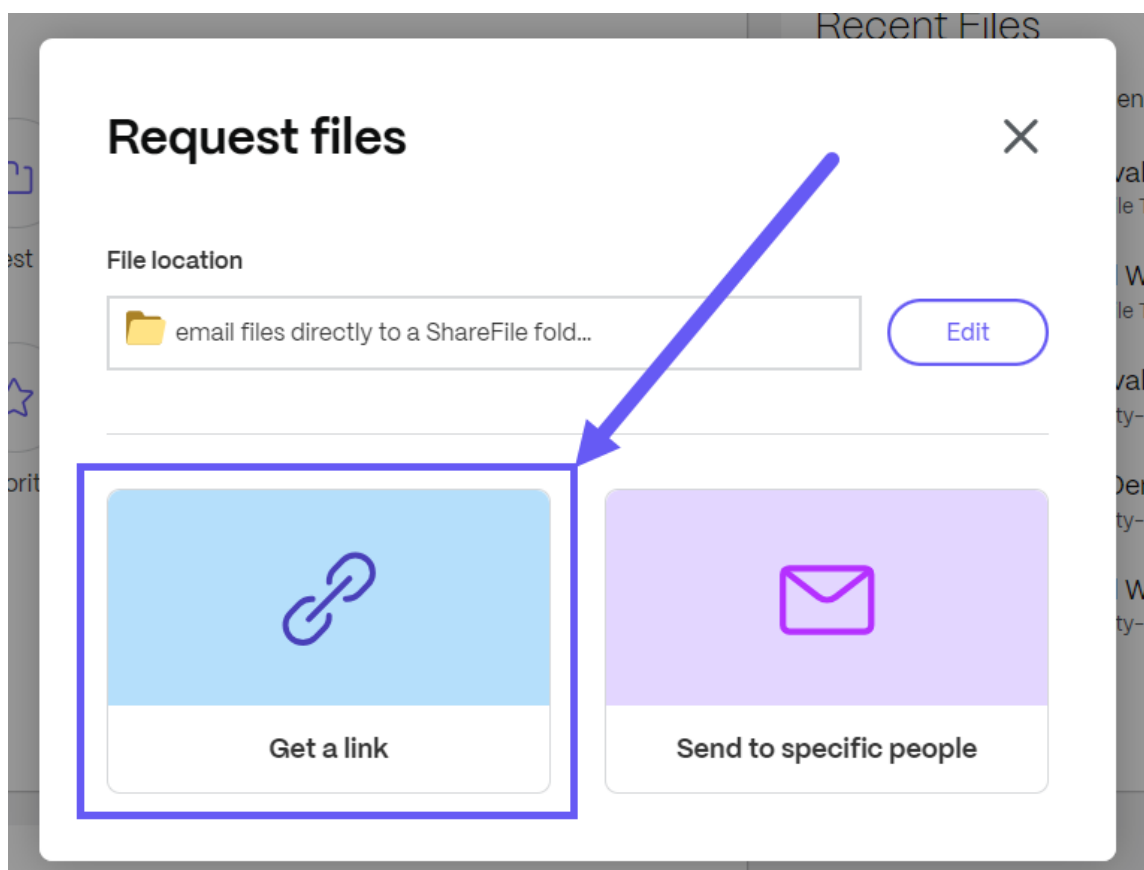 Recent Files
Request files
File location
email files directly to a ShareFile fold...
Edit
Get a link
Send to specific people